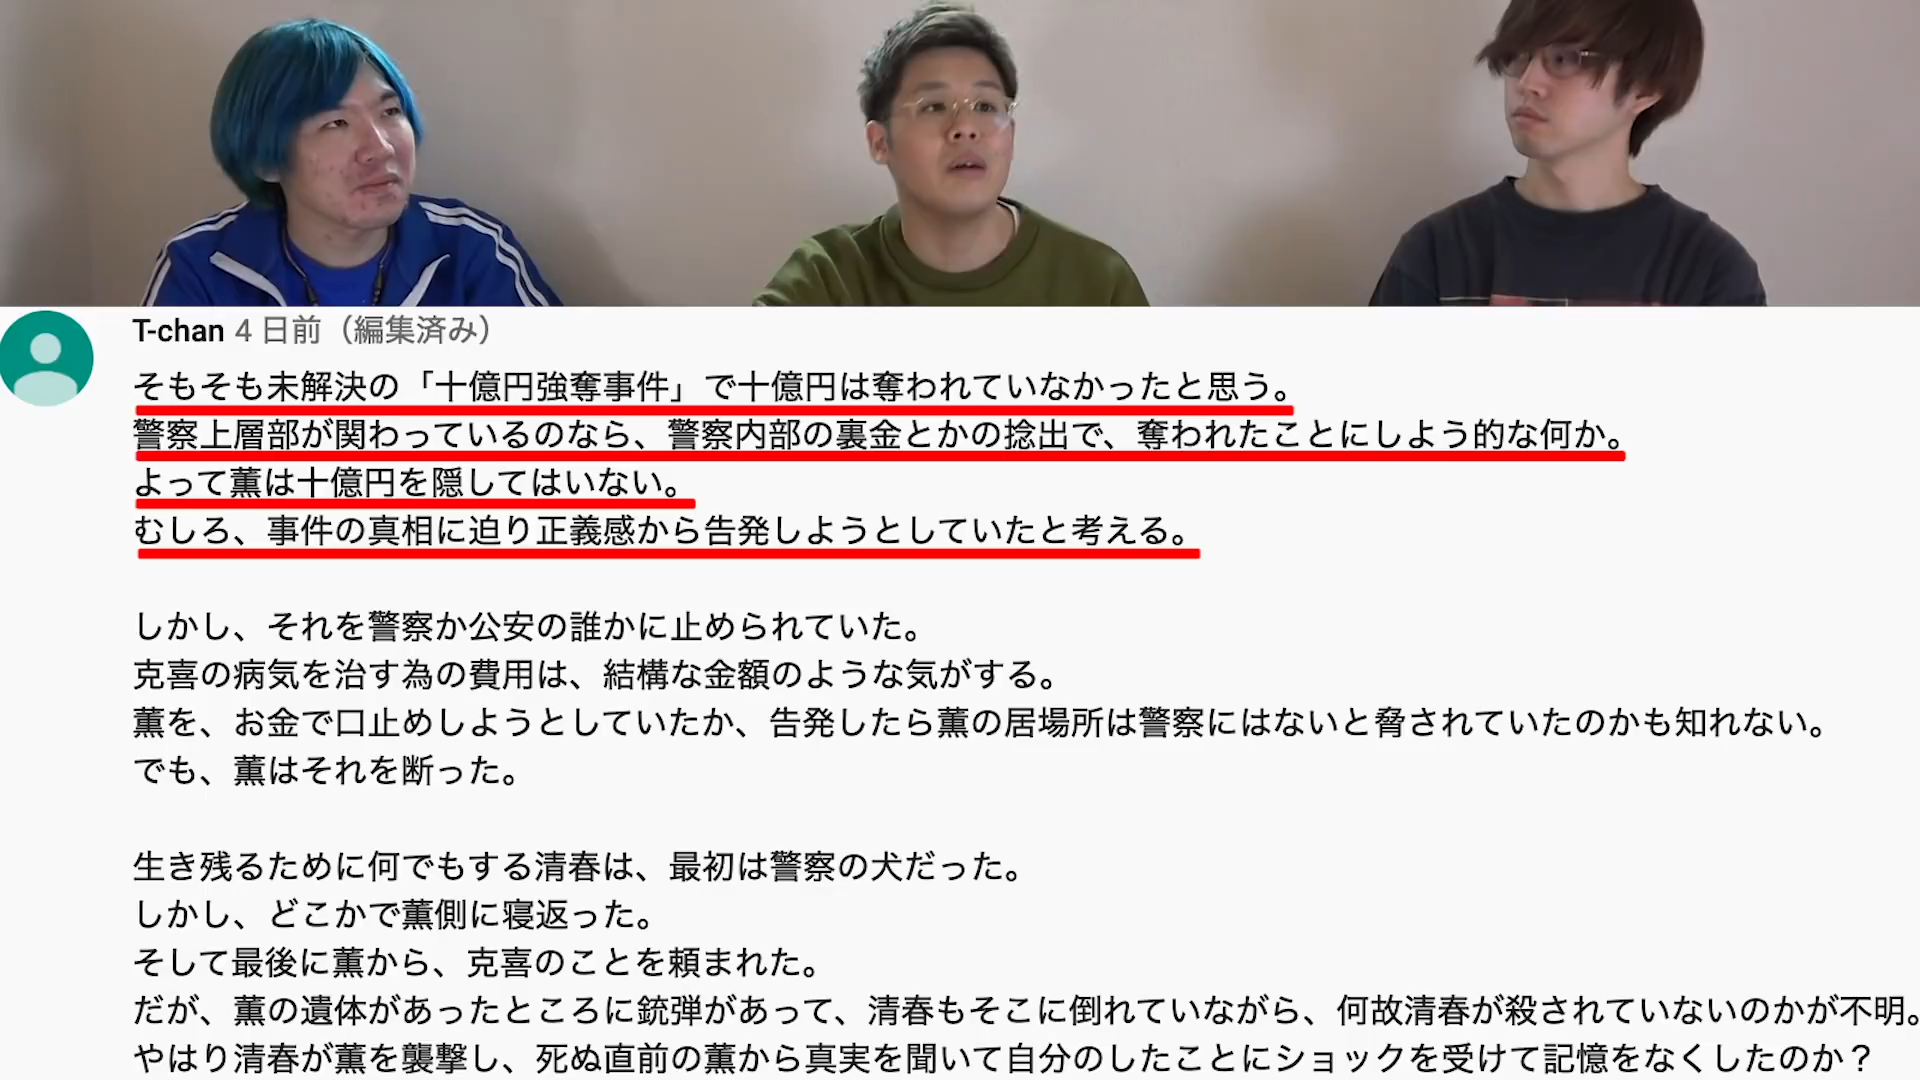 T-chan 4 日前（編集済み）
そもそも未解決の「十億円強奪事件」で十億円は奪われていなかったと思う。
警察上層部が関わっているのなら、警察内部の裏金とかの捻出で、奪われたことにしよう的な何か。
よって薫は十億円を隠してはいない。
むしろ、事件の真相に迫り正義感から告発しようとしていたと考える。
しかし、それを警察か公安の誰かに止められていた。
克喜の病気を治す為の費用は、結構な金額のような気がする。
薫を、お金で口止めしようとしていたか、告発したら薫の居場所は警察にはないと脅されていたのかも知れない。
でも、薫はそれを断った。
生き残るために何でもする清春は、最初は警察の犬だった。
しかし、どこかで薫側に寝返った。
そして最後に薫から、克喜のことを頼まれた。
だが、薫の遺体があったところに銃弾があって、清春もそこに倒れていながら、何故清春が殺されていないのかが不明。
やはり清春が薫を襲撃し、死ぬ直前の薫から真実を聞いて自分のしたことにショックを受けて記憶をなくしたのか？